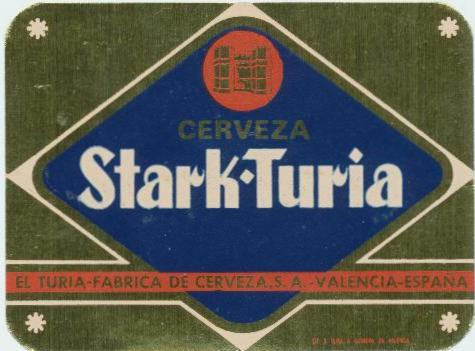 CERVEZA
Stark·Turia
EL TURIA-FABRICA DE CERVEZA, S. A. -VALENCIA-ESPAÑA